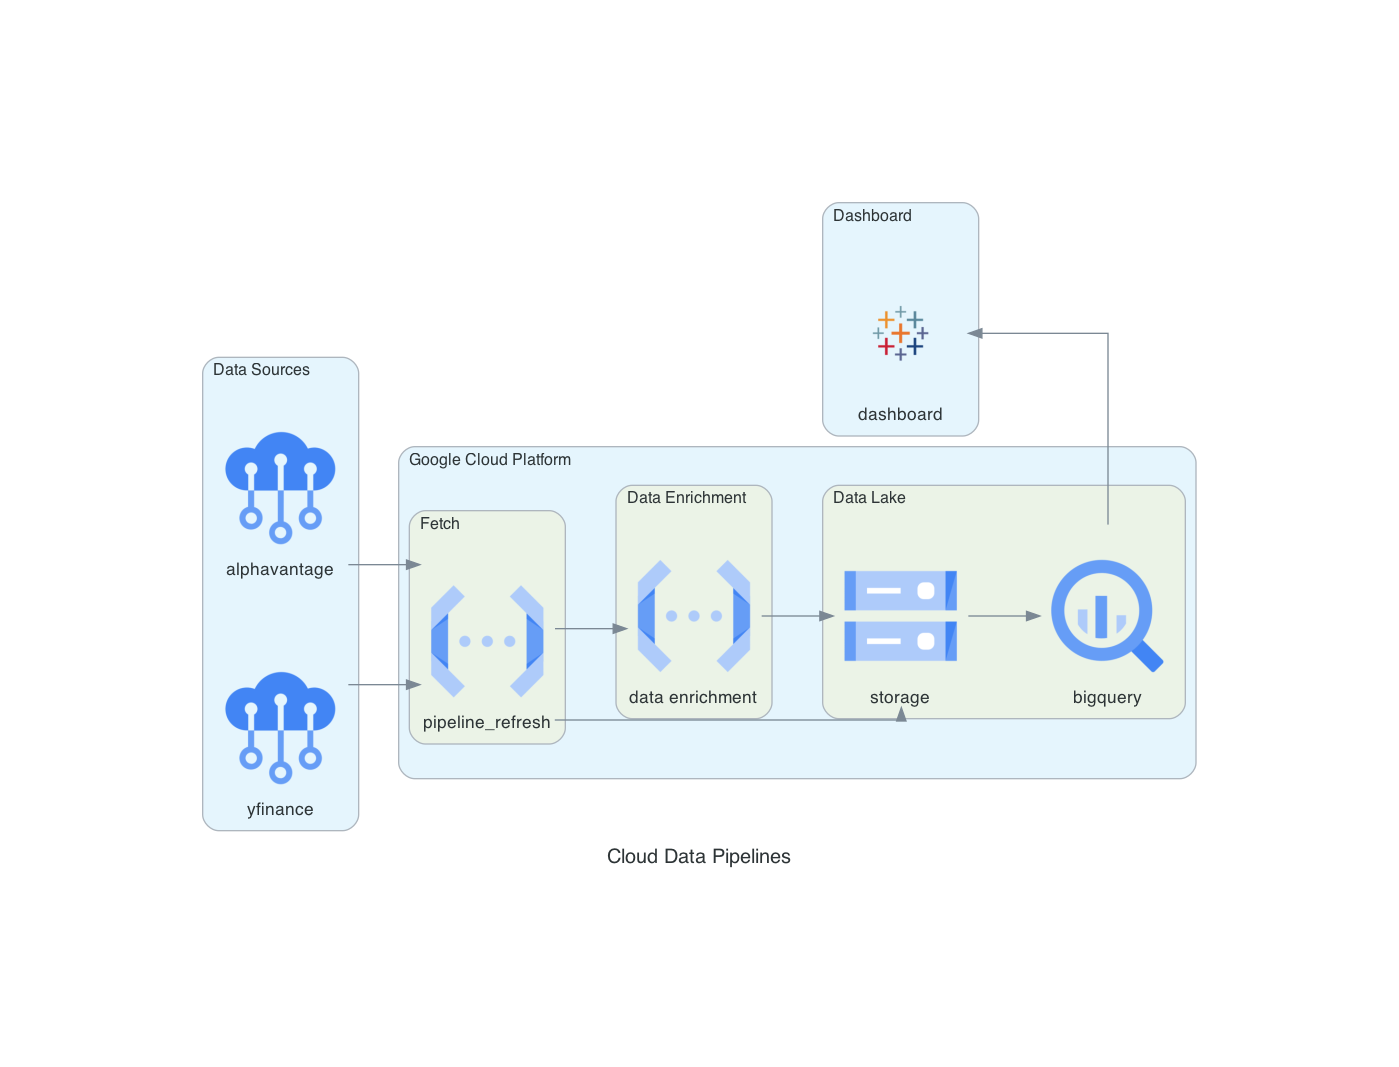 Dashboard
dashboard
Data Sources
alphavantage
yfinance
Google Cloud Platform
Fetch
pipeline_refresh
Data Enrichment
data enrichment
Data Lake
storage
bigquery
Cloud Data Pipelines